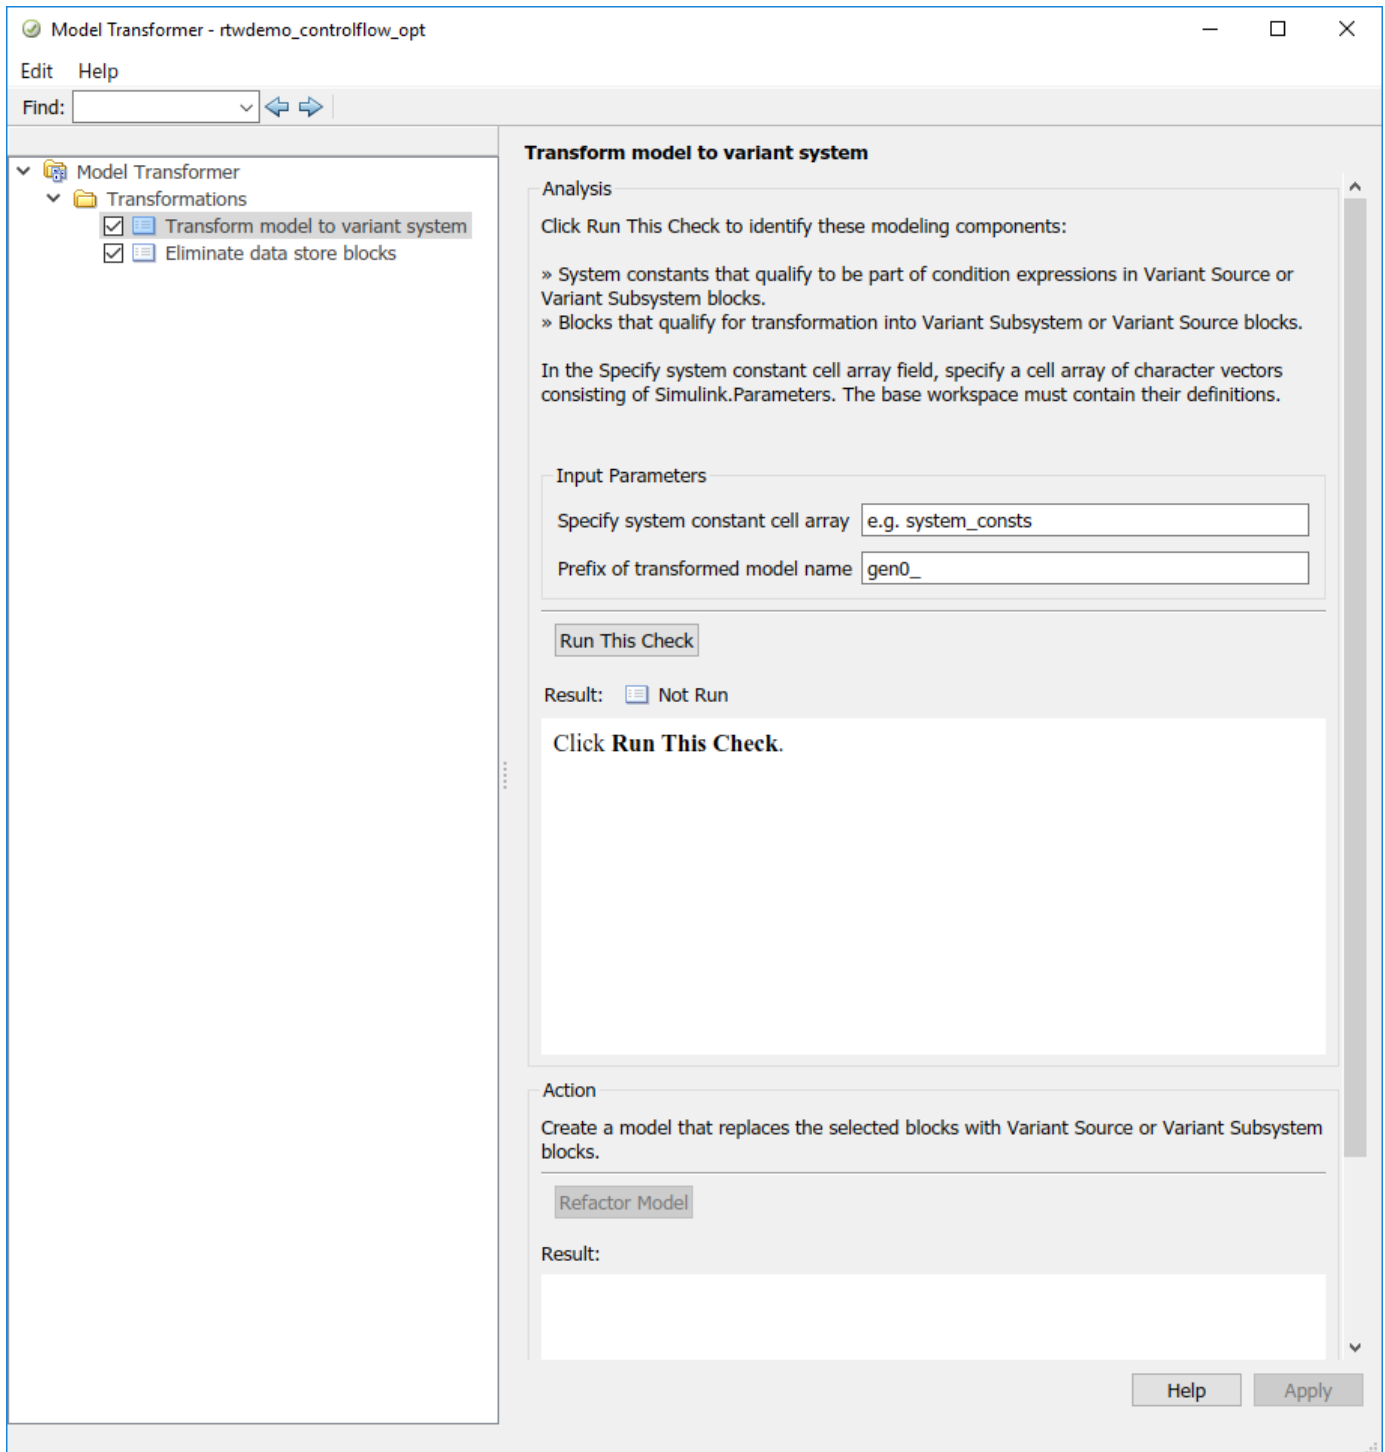 Model Transformer - rtwdemo_controlflow_opt
Edit Help
Find:
Model Transformer
Transformations
Transform model to variant system
Eliminate data store blocks
Transform model to variant system
Analysis
Click Run This Check to identify these modeling components:
» System constants that qualify to be part of condition expressions in Variant Source or
Variant Subsystem blocks.
» Blocks that qualify for transformation into Variant Subsystem or Variant Source blocks.
In the Specify system constant cell array field, specify a cell array of character vectors
consisting of Simulink.Parameters. The base workspace must contain their definitions.
Input Parameters
Specify system constant cell array e.g. system_consts
Prefix of transformed model name gen0_
Run This Check
Result: Not Run
Click Run This Check.
Action
Create a model that replaces the selected blocks with Variant Source or Variant Subsystem
blocks.
Refactor Model
Result:
Help Apply